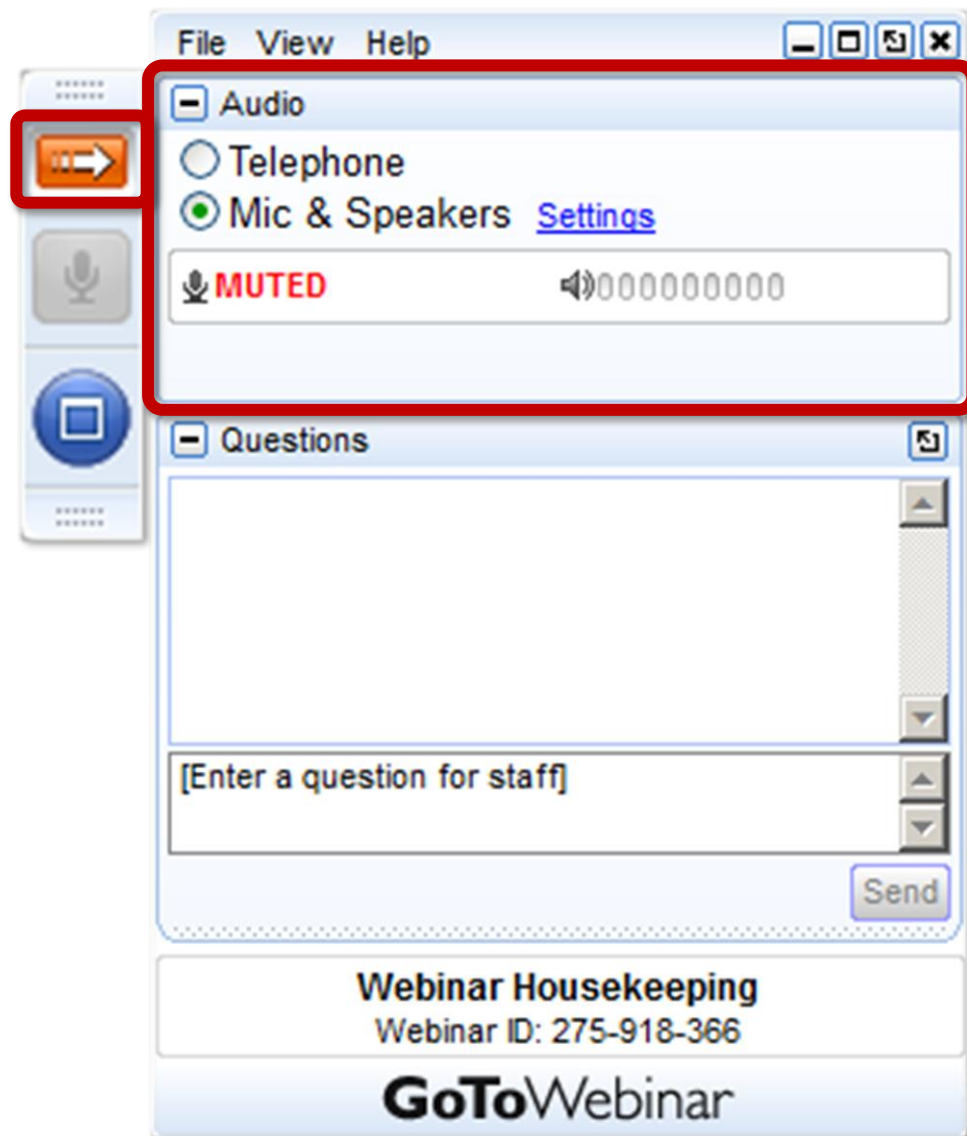 File View Help
Audio
Telephone
Mic & Speakers Settings
MUTED
Questions
[Enter a question for staff]
Send
Webinar Housekeeping
Webinar ID: 275-918-366
GoToWebinar